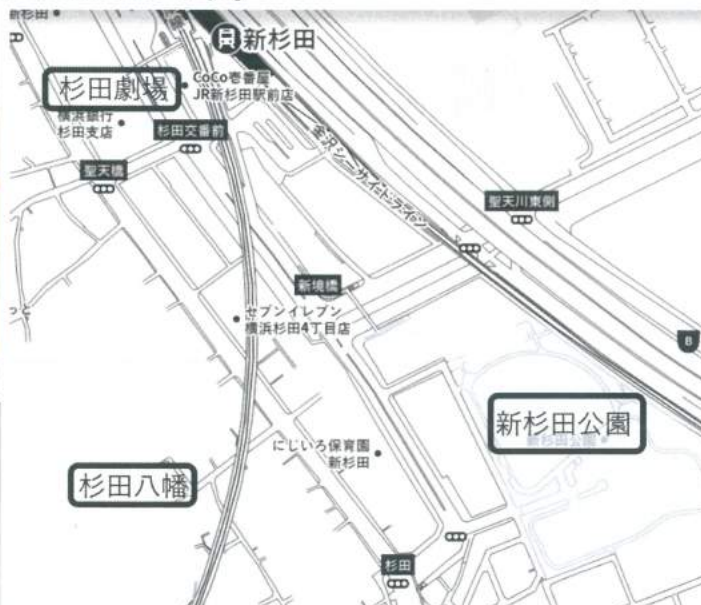 新杉田
新杉田
杉田劇場
CoCo壱番屋
JR新杉田駅前店
横浜銀行
杉田支店
杉田交番前
聖天橋
金沢シーサイドライン
聖天川東側
新境橋
セブンイレブン
横浜杉田4丁目店
っと
B
新杉田公園
新杉田公園
にじいろ保育園
新杉田
杉田八幡
杉田